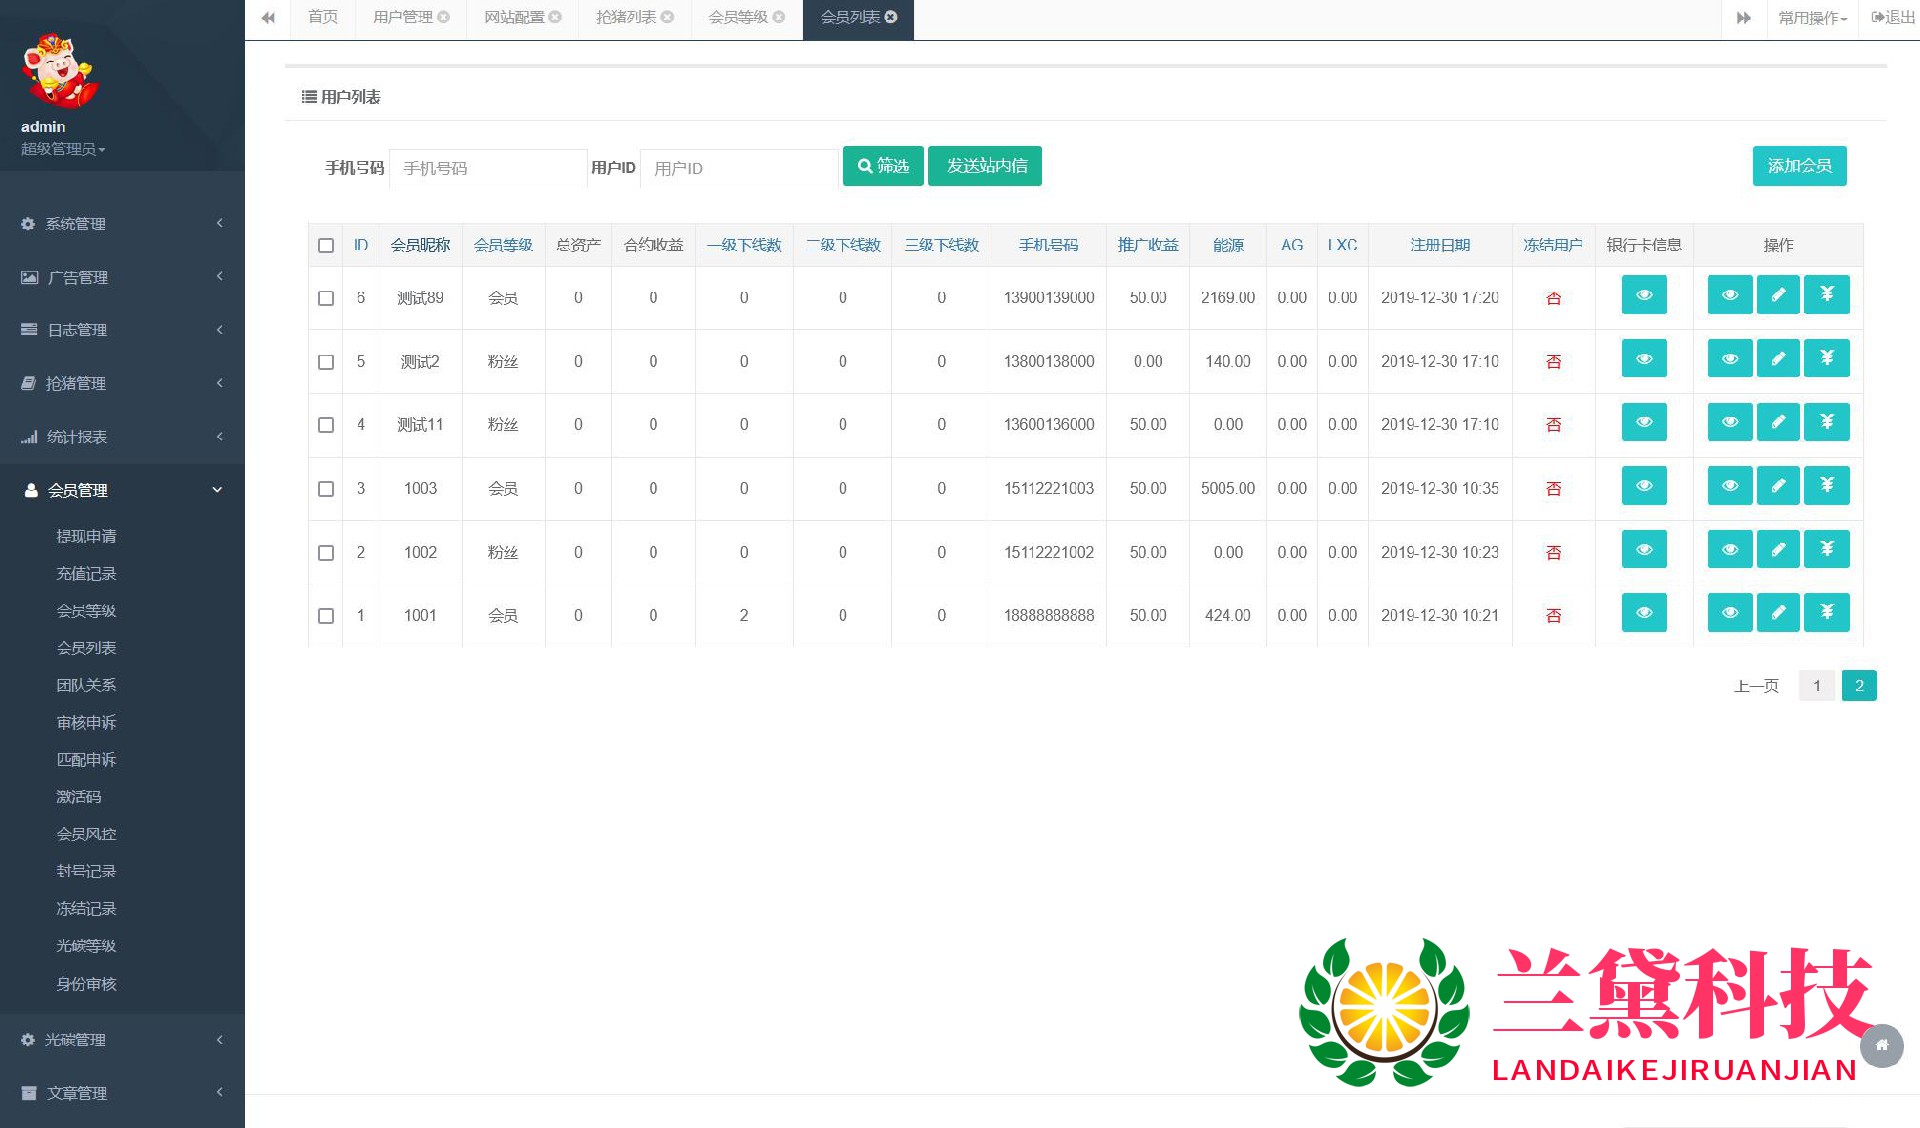 首页 用户管理 网站配置 抢猪列表 会员等级 会员列表 常用操作 退出
admin
超级管理员
系统管理
广告管理
日志管理
抢猪管理
统计报表
会员管理
提现申请
充值记录
会员等级
会员列表
团队关系
审核申诉
匹配申诉
激活码
会员风控
封号记录
冻结记录
光碳等级
身份审核
光碳管理
文章管理
用户列表
手机号码 手机号码 用户ID 用户ID 筛选 发送站内信 添加会员
ID 会员昵称 会员等级 总资产 合约收益 一级下线数 二级下线数 三级下线数 手机号码 推广收益 能源 AG LXC 注册日期 冻结用户 银行卡信息 操作
6 测试89 会员 0 0 0 0 0 13900139000 50.00 2169.00 0.00 0.00 2019-12-30 17:20 否
5 测试2 粉丝 0 0 0 0 0 13800138000 0.00 140.00 0.00 0.00 2019-12-30 17:10 否
4 测试11 粉丝 0 0 0 0 0 13600136000 50.00 0.00 0.00 0.00 2019-12-30 17:10 否
3 1003 会员 0 0 0 0 0 15112221003 50.00 5005.00 0.00 0.00 2019-12-30 10:35 否
2 1002 粉丝 0 0 0 0 0 15112221002 50.00 0.00 0.00 0.00 2019-12-30 10:23 否
1 1001 会员 0 0 2 0 0 18888888888 50.00 424.00 0.00 0.00 2019-12-30 10:21 否
上一页 1 2
兰黛科技
LANDAIKEJIRUANJIAN